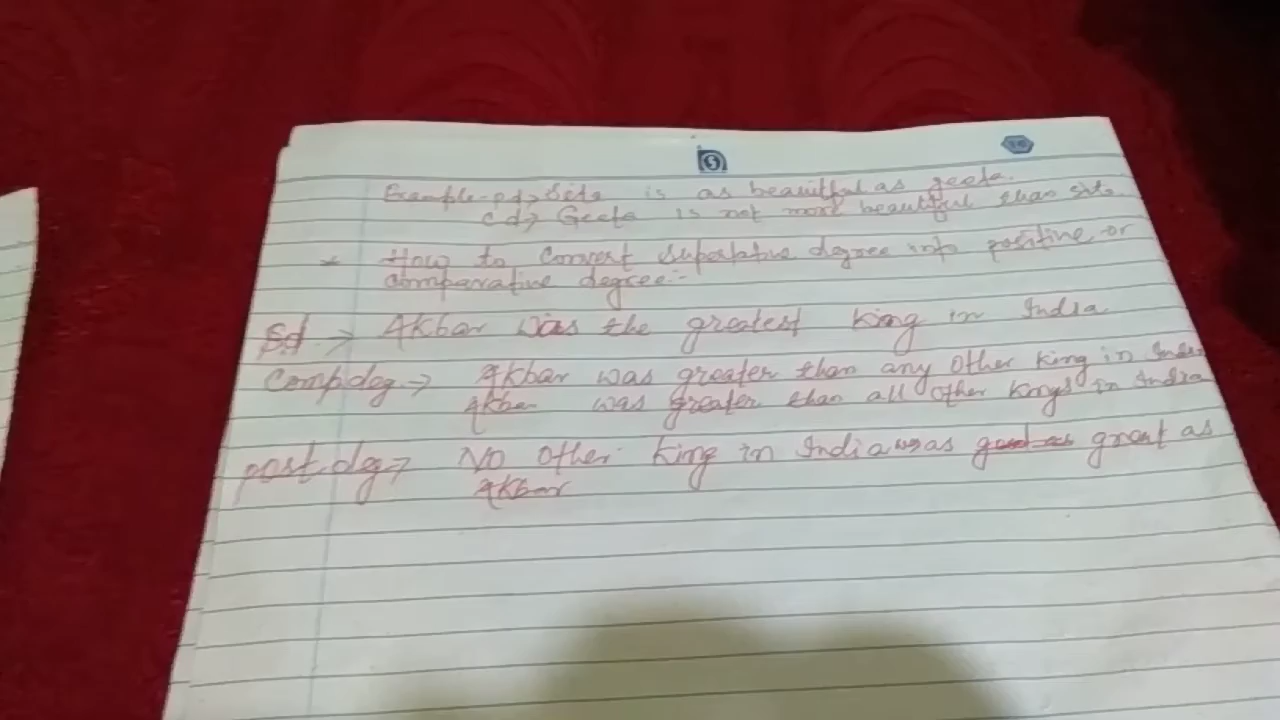 Example - pd→ Sita is as beautiful as geeta.
cd→ Geeta is not more beautiful than sita
* How to convert superlative degree into positive or
comparative degree:-
Sd → Akbar was the greatest king in India
Comp.deg → Akbar was greater than any other king in India
Akbar was greater than all other kings in India
post.deg → No other king in India was great as
Akbar